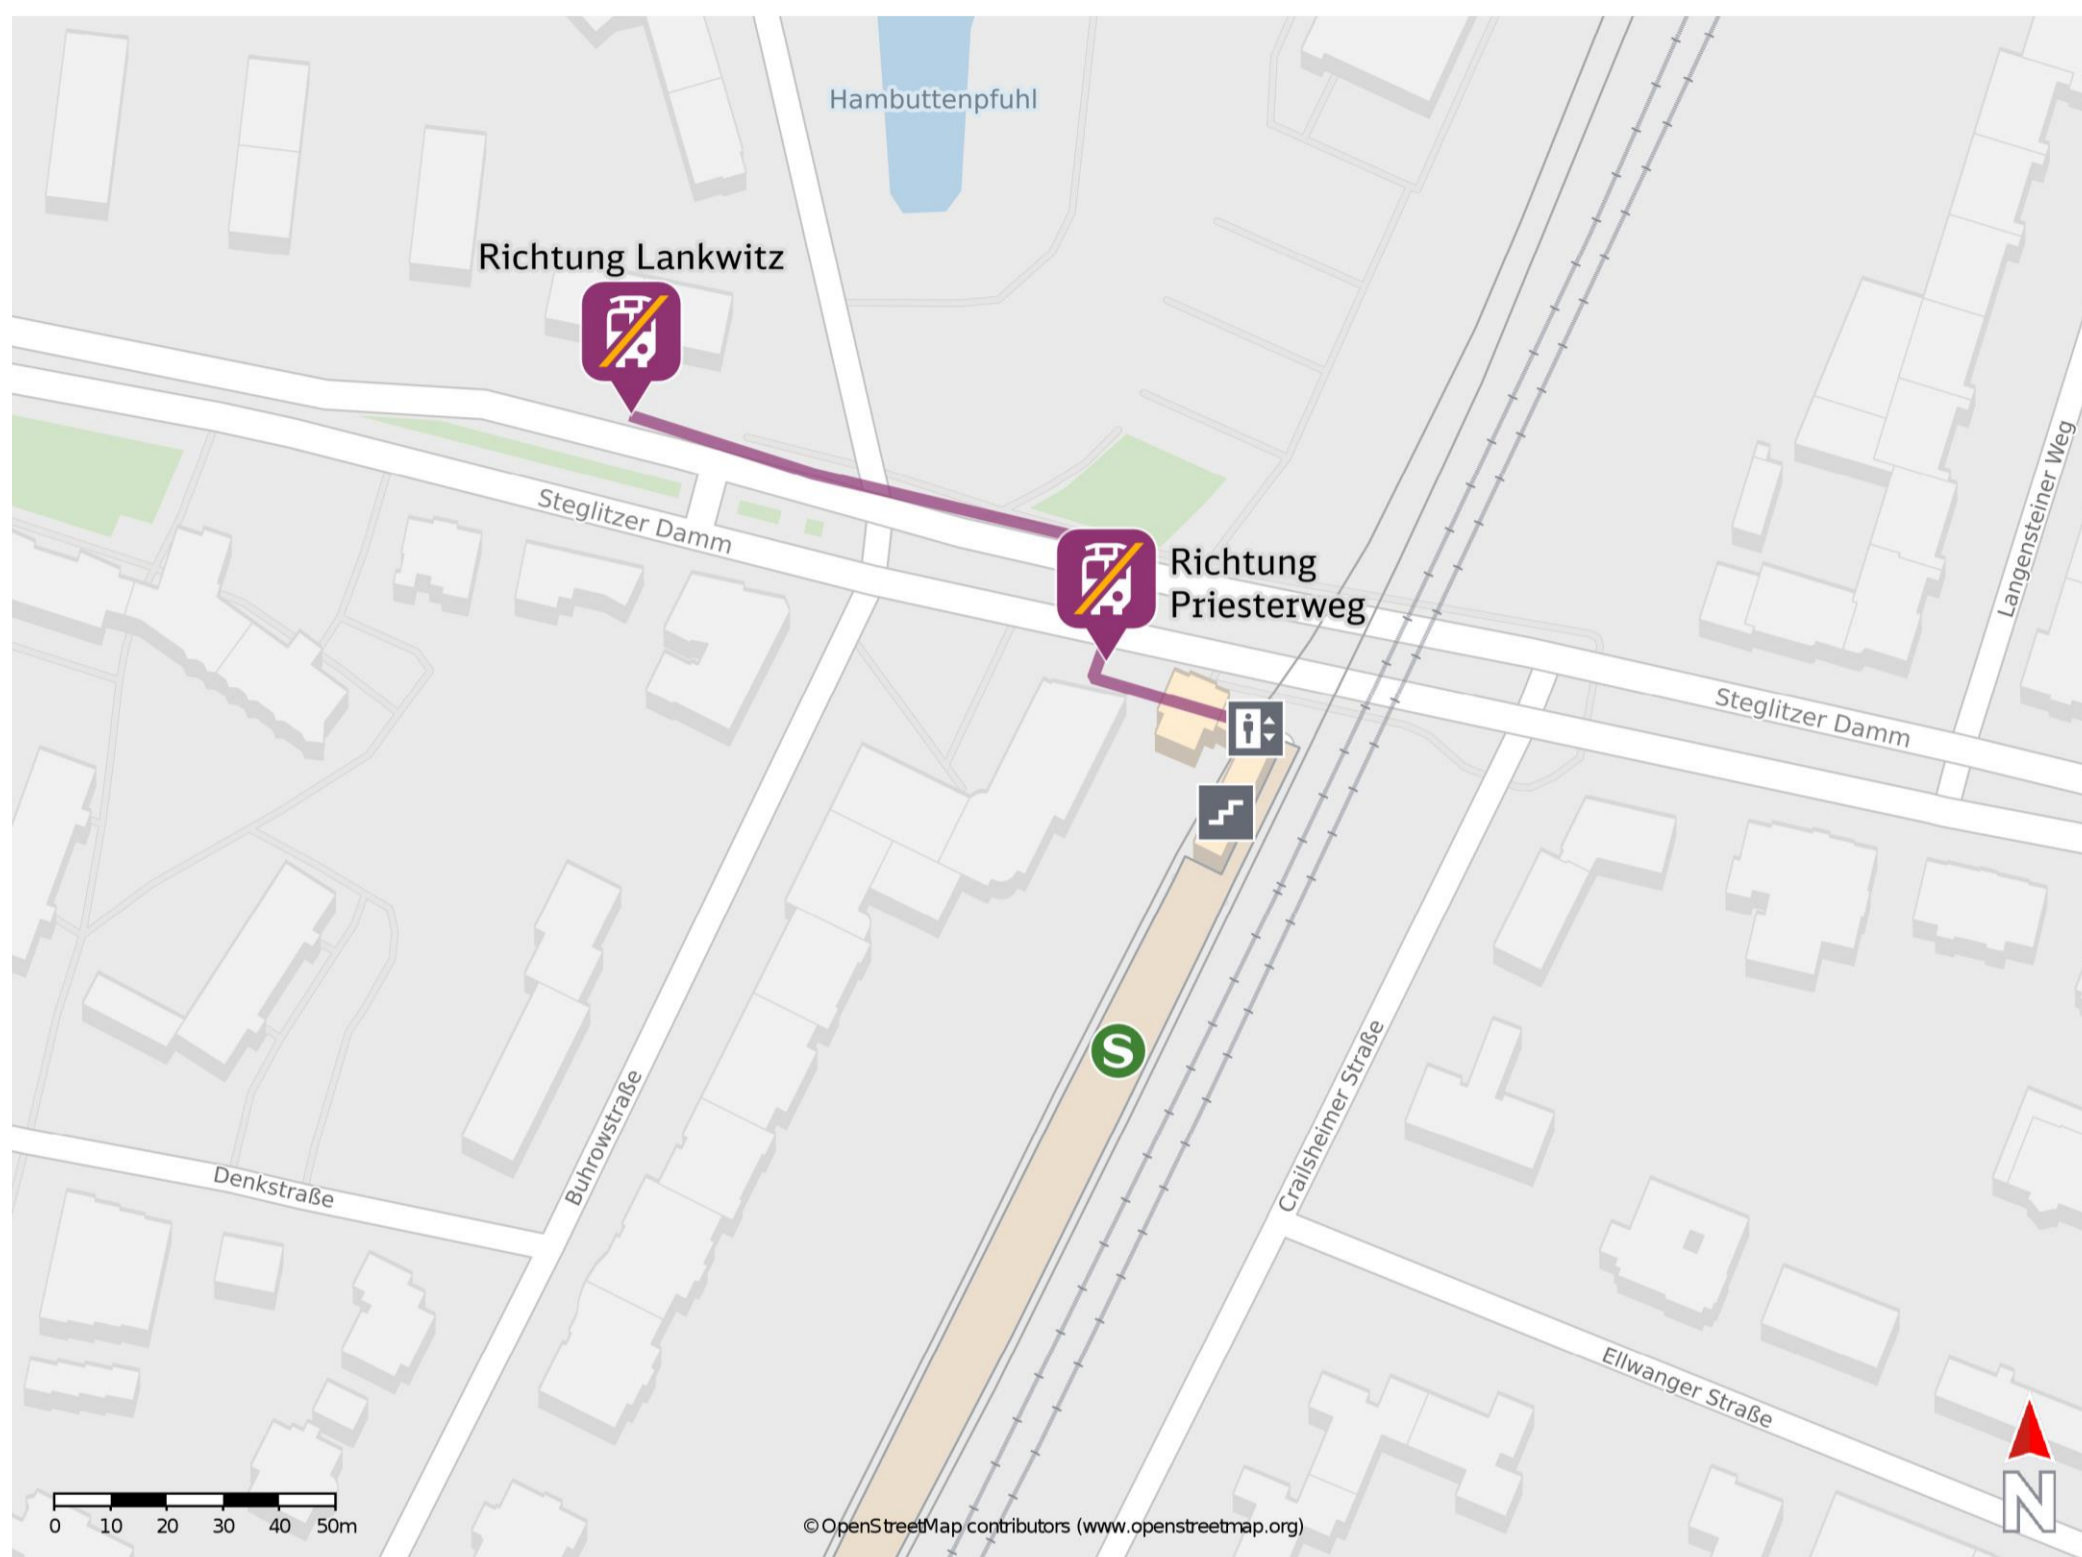 Hambuttenpfuhl
Richtung Lankwitz
Langensteiner Weg
Steglitzer Damm
Richtung
Priesterweg
Steglitzer Damm
S
Crailsheimer Straße
Buhrowstraße
Denkstraße
Ellwanger Straße
0 10 20 30 40 50m
© OpenStreetMap contributors (www.openstreetmap.org)
N